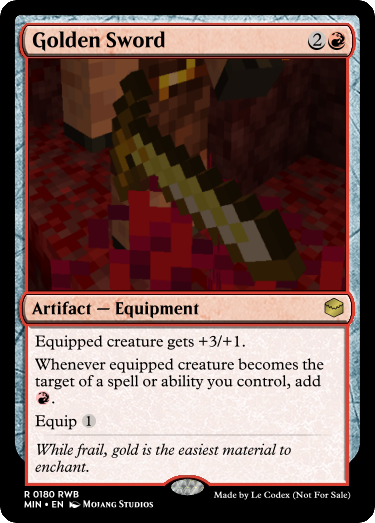 Golden Sword 2
Artifact — Equipment
Equipped creature gets +3/+1.
Whenever equipped creature becomes the
target of a spell or ability you control, add
.
Equip 1
While frail, gold is the easiest material to
enchant.
R 0180 RWB
MIN • EN Mojang Studios
Made by Le Codex (Not For Sale)